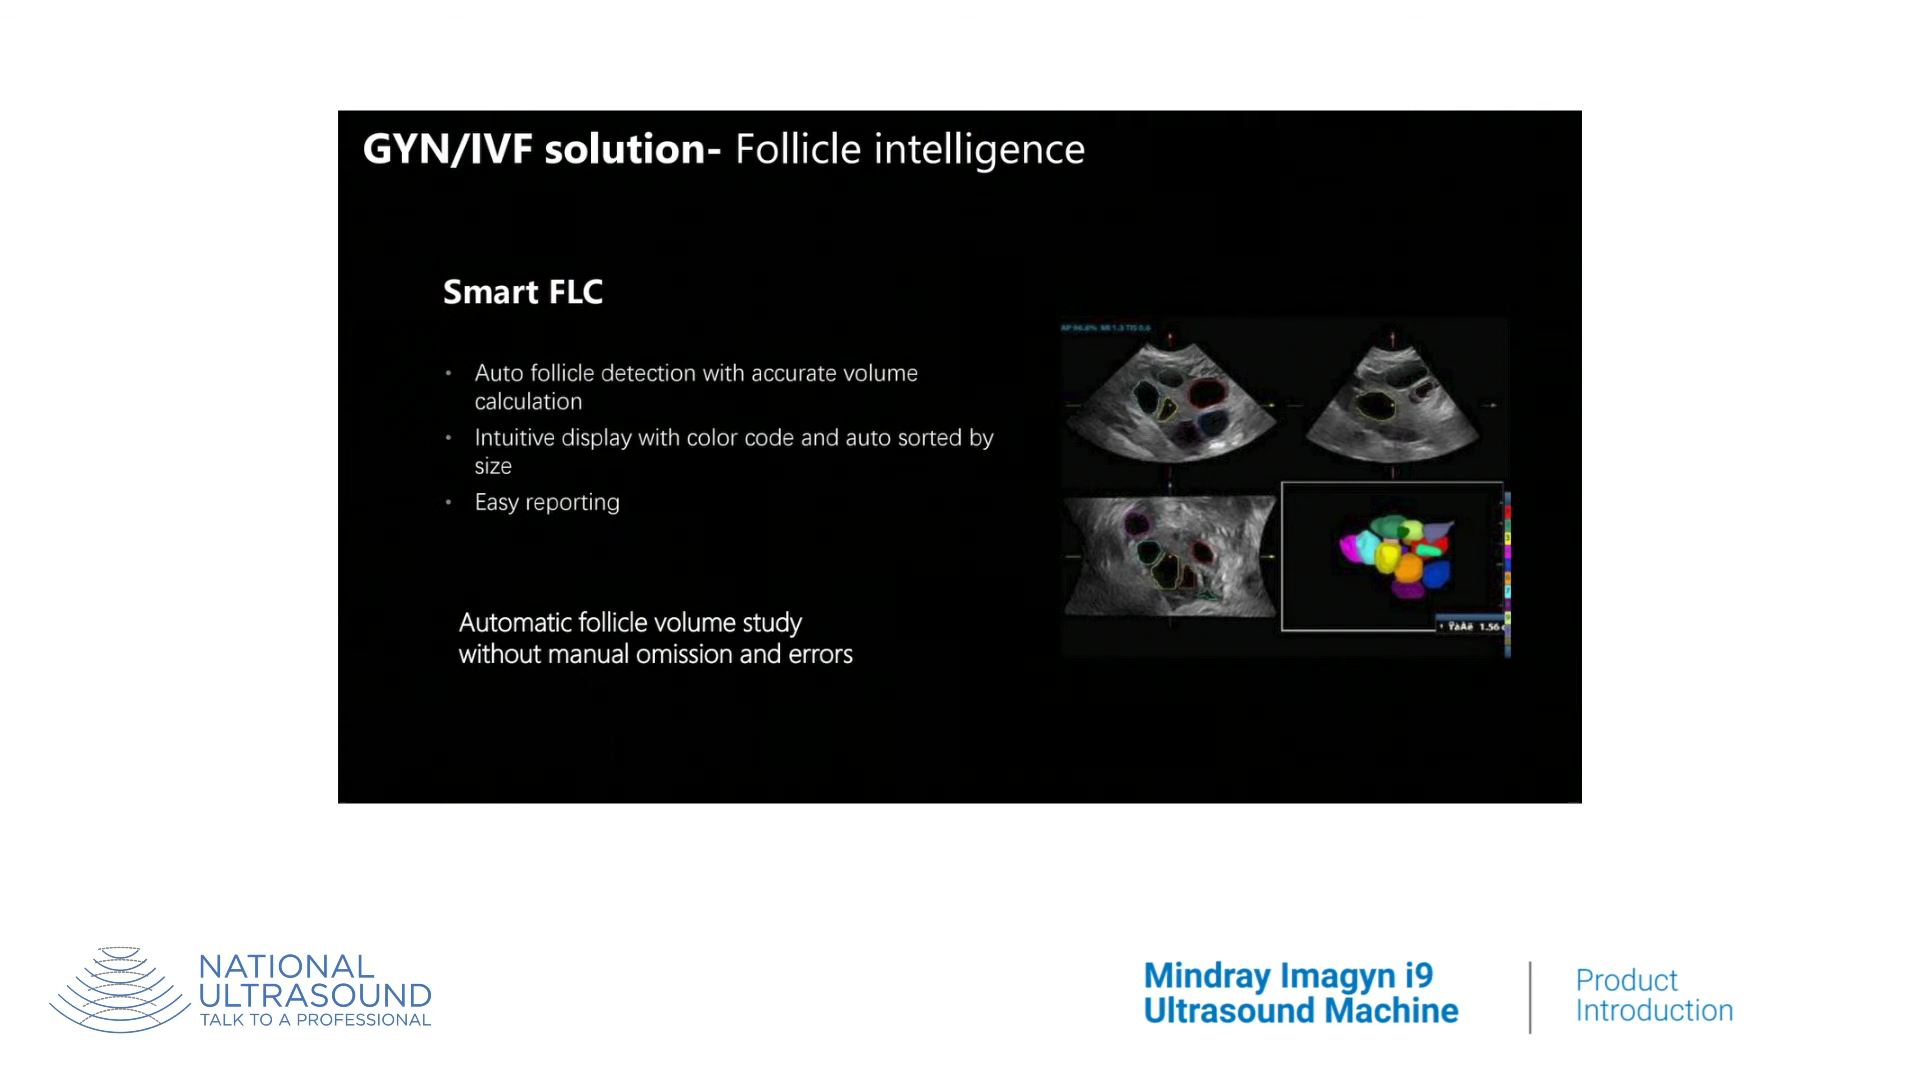 GYN/IVF solution- Follicle intelligence
Smart FLC
• Auto follicle detection with accurate volume
calculation
• Intuitive display with color code and auto sorted by
size
• Easy reporting
Automatic follicle volume study
without manual omission and errors
1.56
NATIONAL
ULTRASOUND
TALK TO A PROFESSIONAL
Mindray Imagyn i9
Ultrasound Machine
Product
Introduction